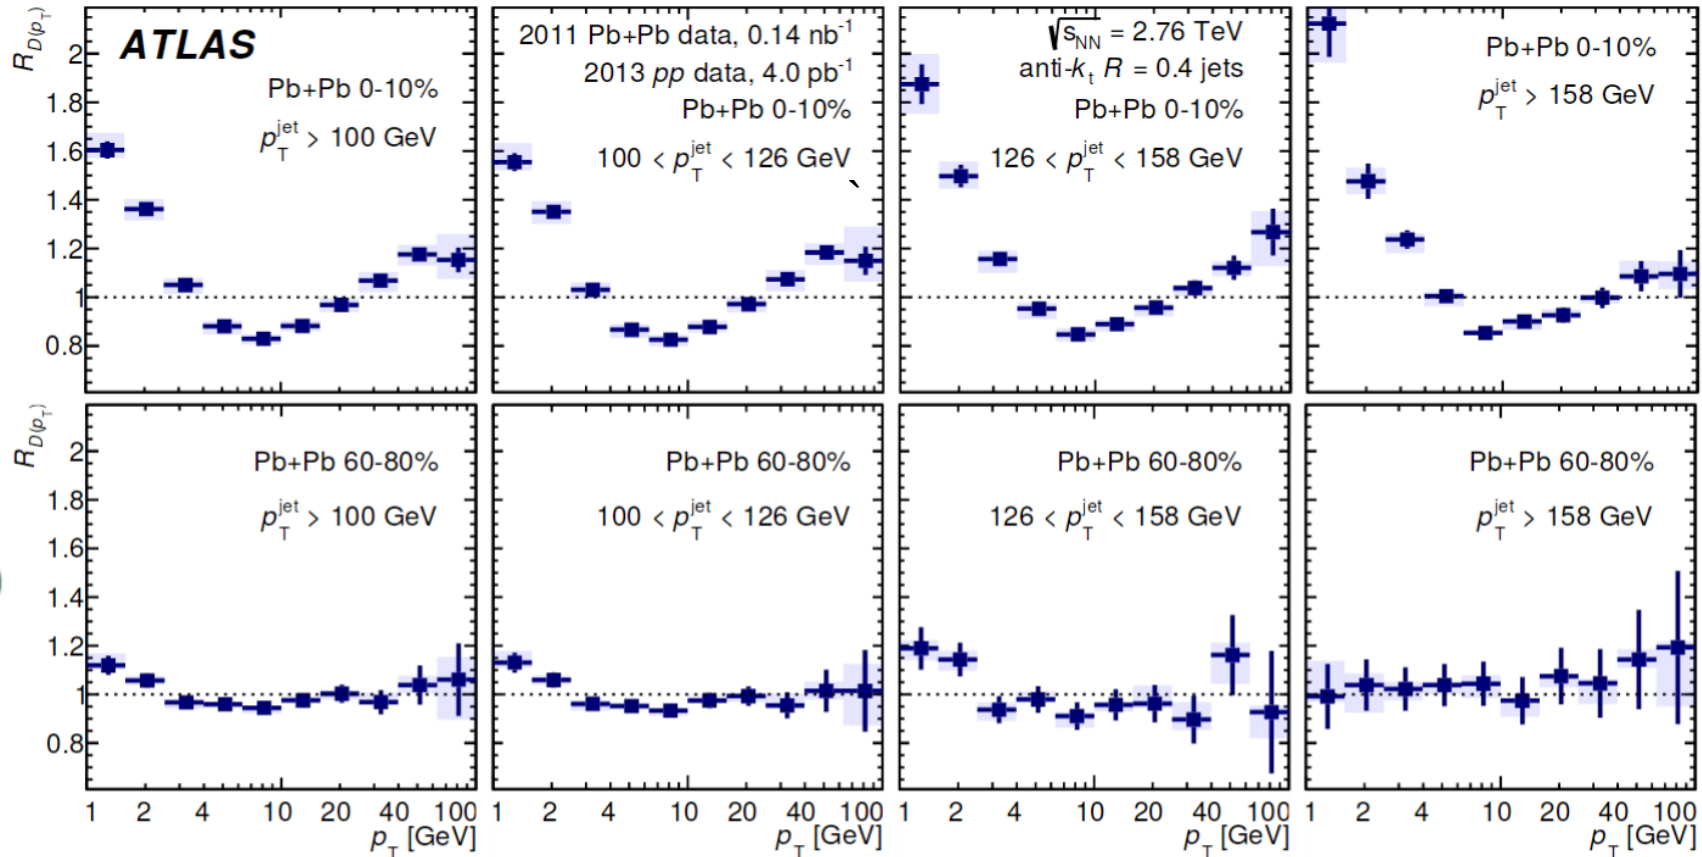 R_{D(p_T)}
2
1.8
1.6
1.4
1.2
1
0.8
ATLAS
Pb+Pb 0-10%
p_T^{jet} > 100 GeV
2011 Pb+Pb data, 0.14 nb^{-1}
2013 pp data, 4.0 pb^{-1}
Pb+Pb 0-10%
100 < p_T^{jet} < 126 GeV
√s_{NN} = 2.76 TeV
anti-k_t R = 0.4 jets
Pb+Pb 0-10%
126 < p_T^{jet} < 158 GeV
Pb+Pb 0-10%
p_T^{jet} > 158 GeV
R_{D(p_T)}
2
1.8
1.6
1.4
1.2
1
0.8
Pb+Pb 60-80%
p_T^{jet} > 100 GeV
Pb+Pb 60-80%
100 < p_T^{jet} < 126 GeV
Pb+Pb 60-80%
126 < p_T^{jet} < 158 GeV
Pb+Pb 60-80%
p_T^{jet} > 158 GeV
1 2 4 10 20 40 100
p_T [GeV]
1 2 4 10 20 40 100
p_T [GeV]
1 2 4 10 20 40 100
p_T [GeV]
1 2 4 10 20 40 100
p_T [GeV]